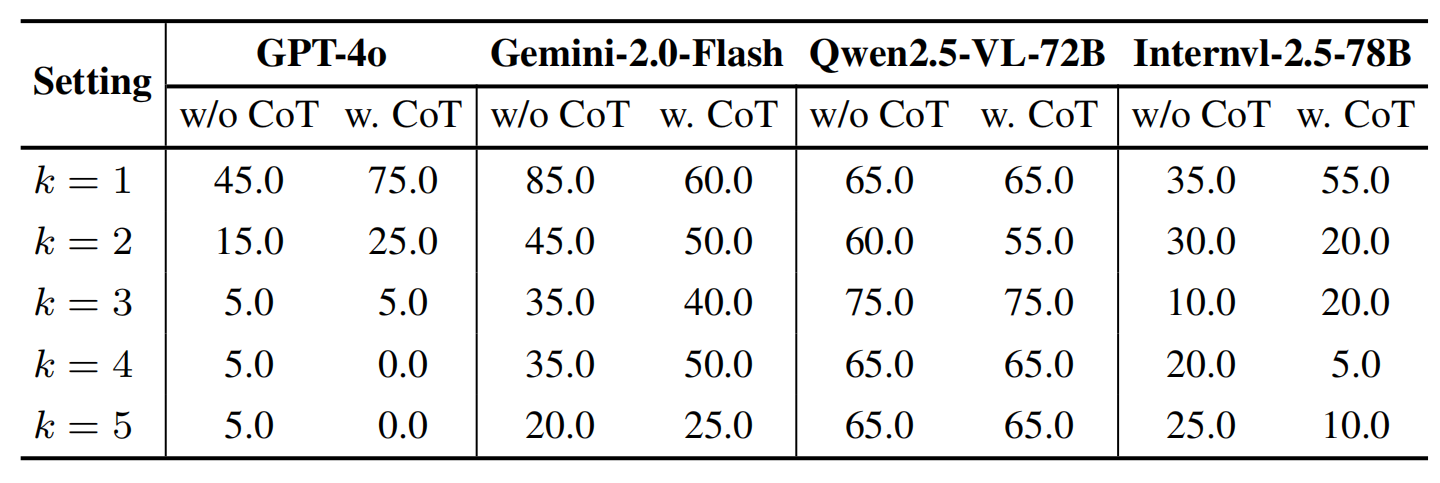 Setting GPT-4o Gemini-2.0-Flash Qwen2.5-VL-72B Internvl-2.5-78B
w/o CoT w. CoT w/o CoT w. CoT w/o CoT w. CoT w/o CoT w. CoT
k = 1 45.0 75.0 85.0 60.0 65.0 65.0 35.0 55.0
k = 2 15.0 25.0 45.0 50.0 60.0 55.0 30.0 20.0
k = 3 5.0 5.0 35.0 40.0 75.0 75.0 10.0 20.0
k = 4 5.0 0.0 35.0 50.0 65.0 65.0 20.0 5.0
k = 5 5.0 0.0 20.0 25.0 65.0 65.0 25.0 10.0